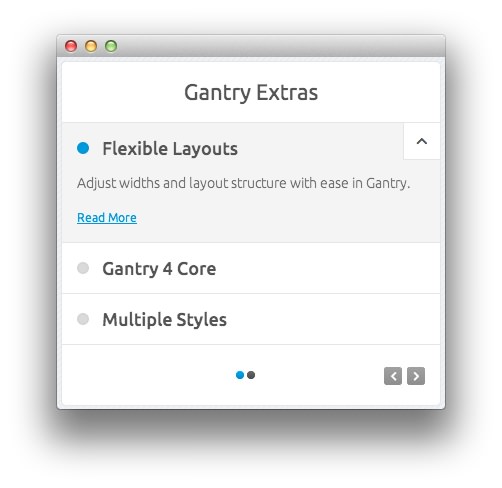 Gantry Extras
Flexible Layouts
Adjust widths and layout structure with ease in Gantry.
Read More
Gantry 4 Core
Multiple Styles